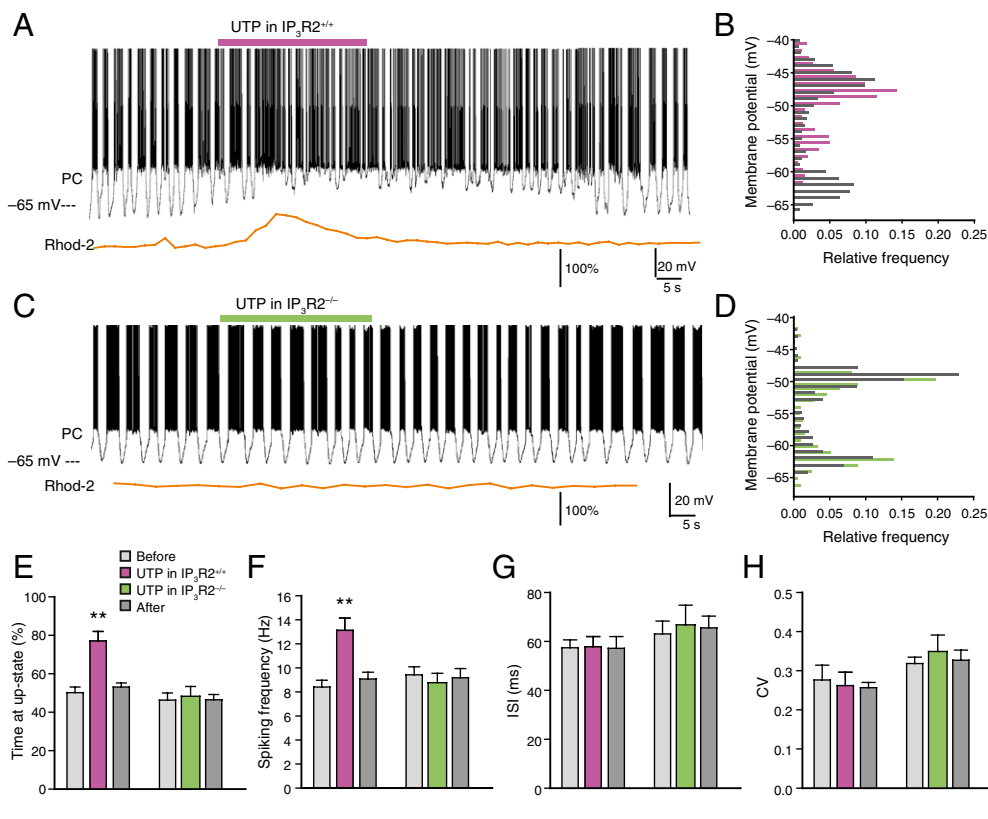 A
UTP in IP3R2+/+
PC
–65 mV---
Rhod-2
100%
20 mV
5 s
B
Membrane potential (mV)
–40
–45
–50
–55
–60
–65
0.00 0.05 0.10 0.15 0.20 0.25
Relative frequency
C
UTP in IP3R2–/–
PC
–65 mV ---
Rhod-2
100%
20 mV
5 s
D
Membrane potential (mV)
–40
–45
–50
–55
–60
–65
0.00 0.05 0.10 0.15 0.20 0.25
Relative frequency
E
Before
UTP in IP3R2+/+
UTP in IP3R2–/–
After
Time at up-state (%)
100
80
60
40
20
0
**
F
Spiking frequency (Hz)
16
14
12
10
8
6
4
2
0
**
G
ISI (ms)
80
60
40
20
0
H
CV
0.5
0.4
0.3
0.2
0.1
0.0